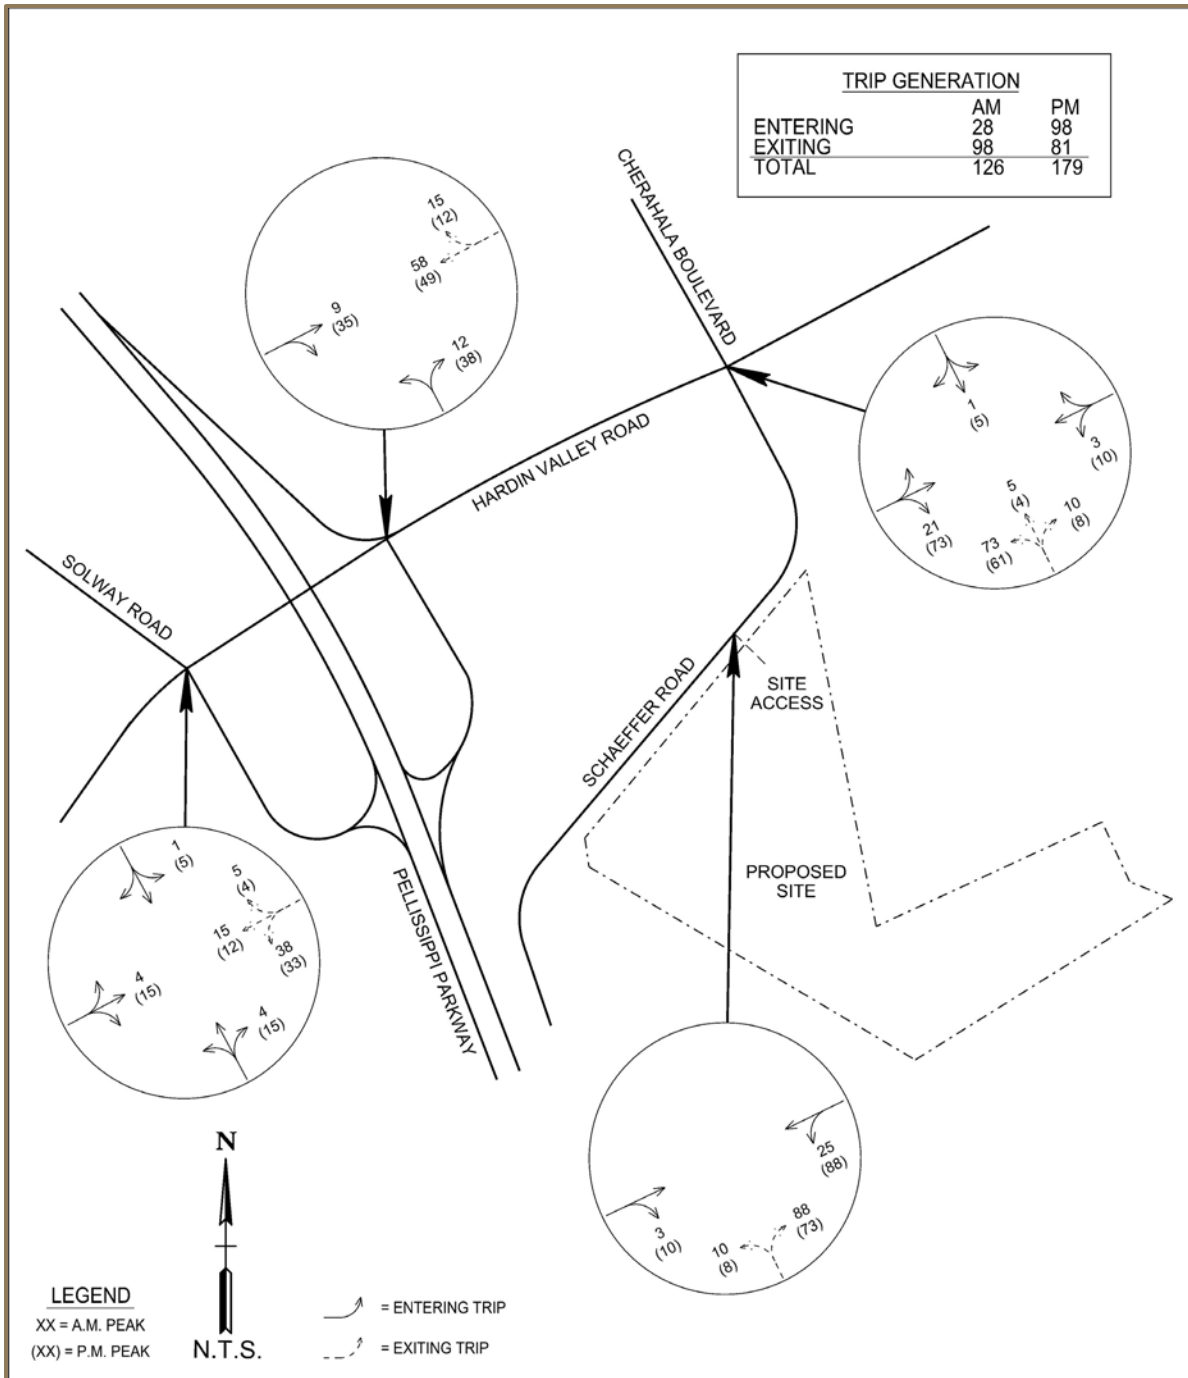 TRIP GENERATION
AM PM
ENTERING 28 98
EXITING 98 81
TOTAL 126 179
CHERAHALA BOULEVARD
15
(12)
58
(49)
9
(35)
12
(38)
HARDIN VALLEY ROAD
1
(5)
3
(10)
21
(73)
5
(4)
10
(8)
73
(61)
SOLWAY ROAD
SITE
ACCESS
SCHAEFFER ROAD
PROPOSED
SITE
PELLISSIPPI PARKWAY
1
(5)
5
(4)
15
(12)
38
(33)
4
(15)
4
(15)
25
(88)
3
(10)
10
(8)
88
(73)
N
N.T.S.
LEGEND
XX = A.M. PEAK
(XX) = P.M. PEAK
= ENTERING TRIP
= EXITING TRIP